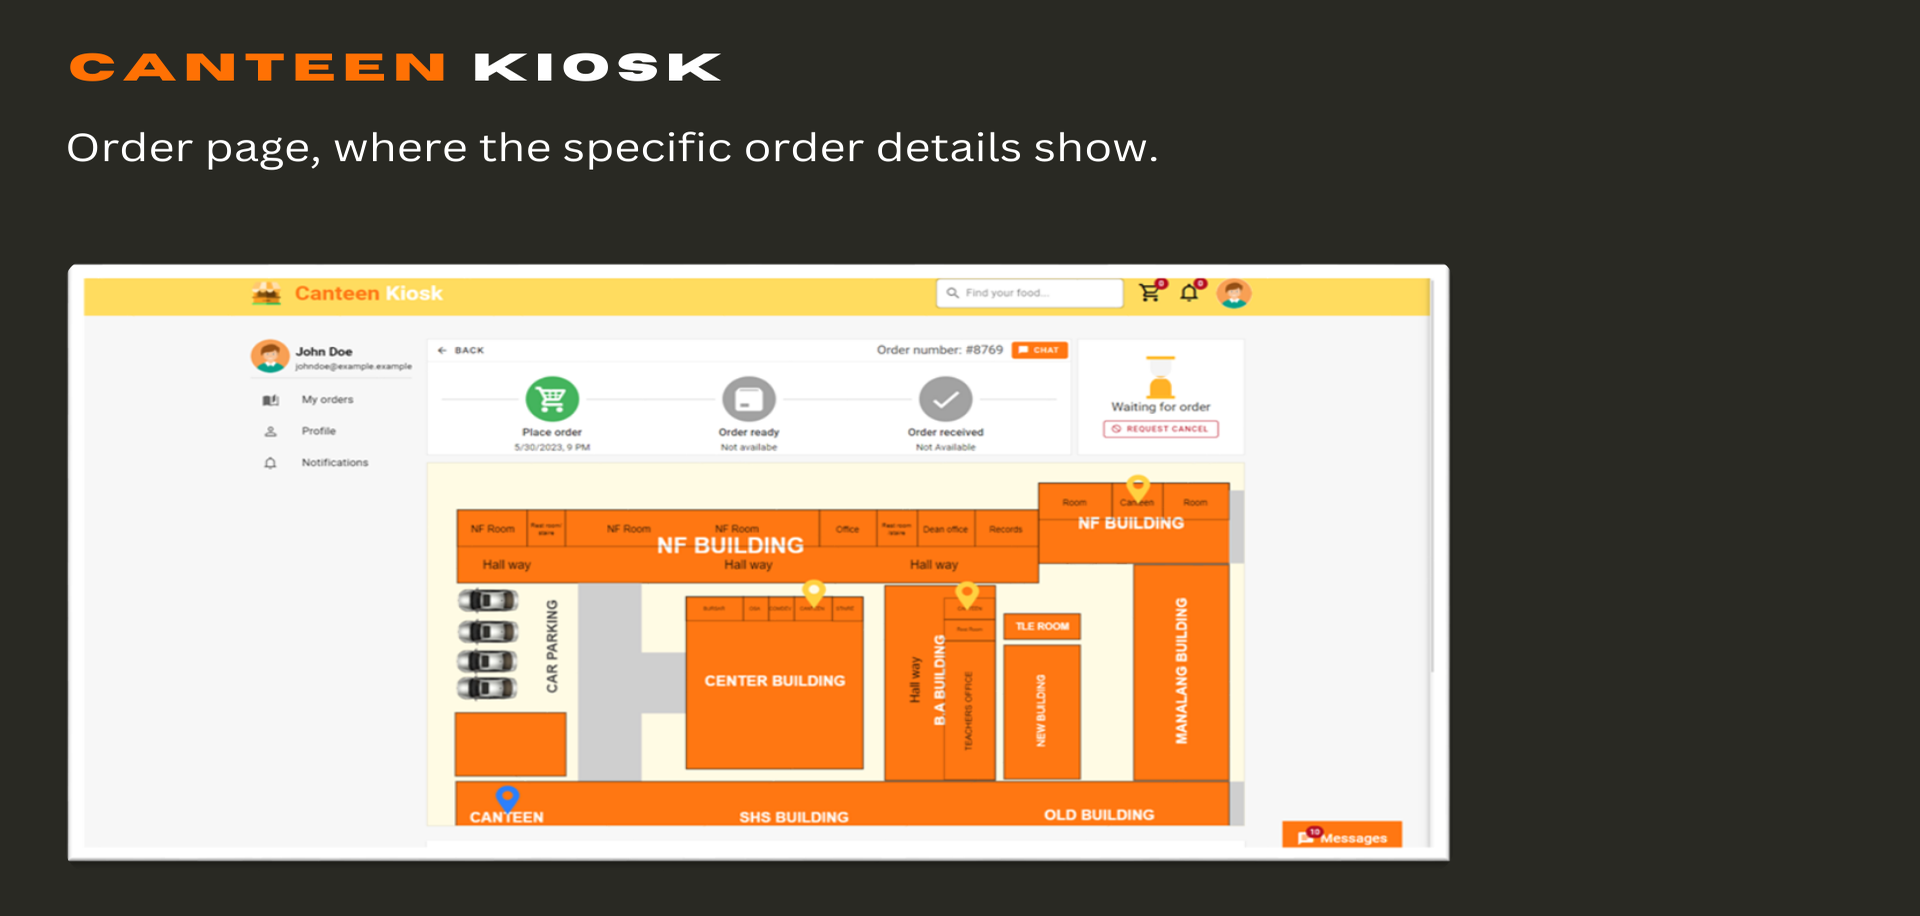 CANTEEN KIOSK
Order page, where the specific order details show.
Canteen Kiosk
Find your food...
0
0
John Doe
johndoe@example.example
My orders
Profile
Notifications
BACK
Order number: #8769
CHAT
Place order
5/30/2023, 9 PM
Order ready
Not availabe
Order received
Not Available
Waiting for order
REQUEST CANCEL
Room
Canteen
Room
NF BUILDING
NF Room
NF Room
NF Room
Office
Dean office
Records
NF BUILDING
Hall way
Hall way
Hall way
CAR PARKING
CANTEEN
CENTER BUILDING
CANTEEN
Hall way
B.A BUILDING
TEACHERS OFFICE
TLE ROOM
NEW BUILDING
MANALANG BUILDING
CANTEEN
SHS BUILDING
OLD BUILDING
10
Messages